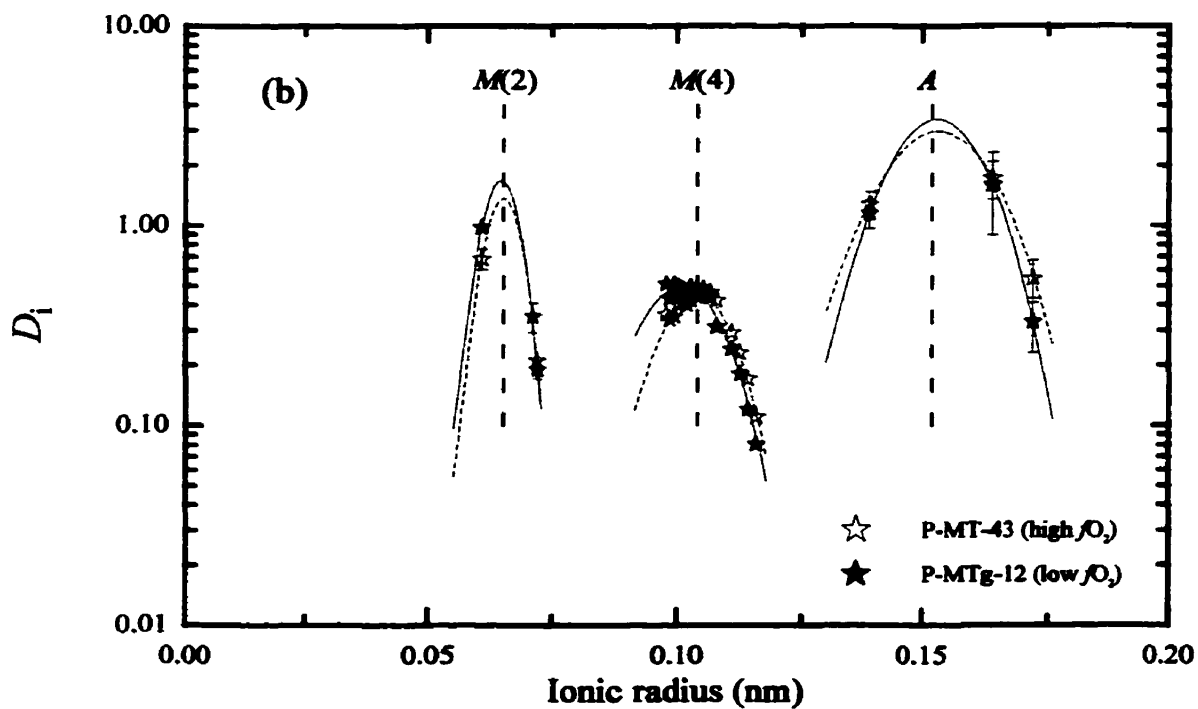 10.00
(b)
M(2)
M(4)
A
1.00
Di
0.10
P-MT-43 (high fO2)
P-MTg-12 (low fO2)
0.01
0.00
0.05
0.10
0.15
0.20
Ionic radius (nm)